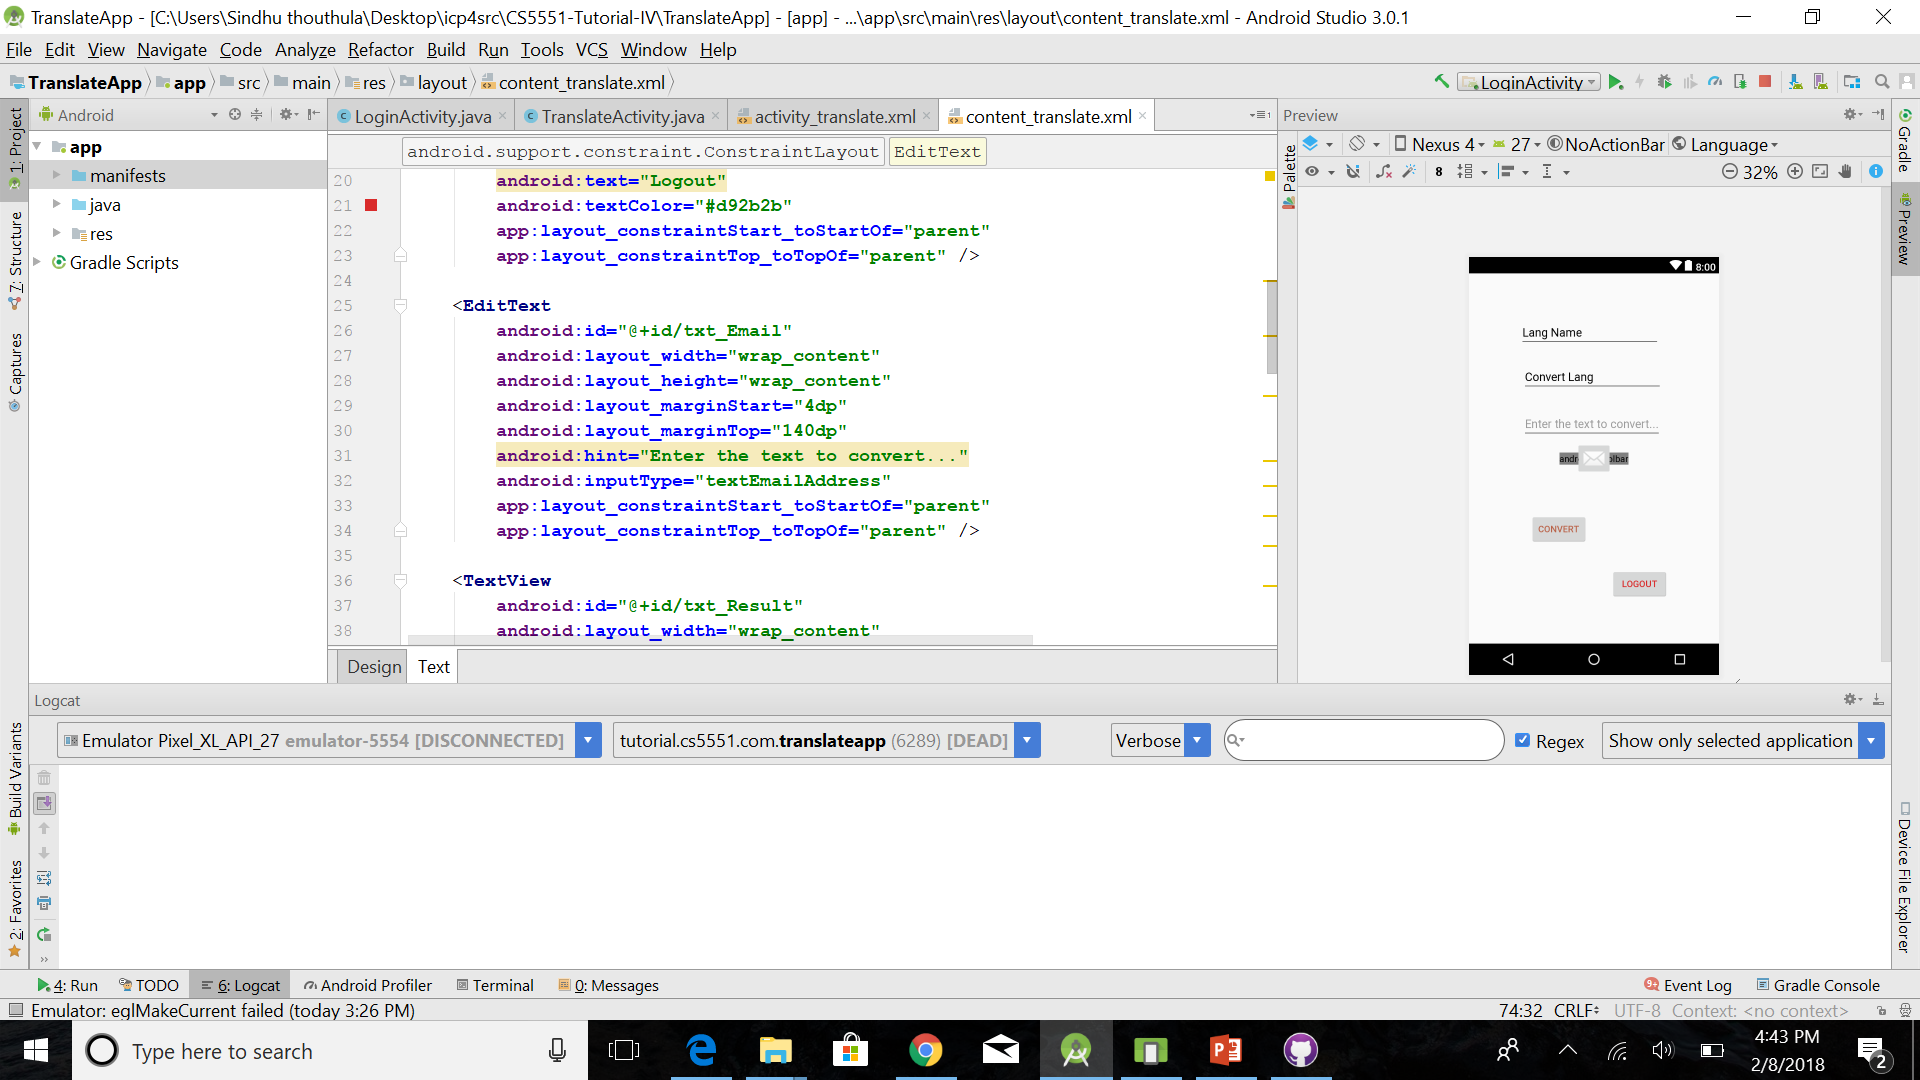 TranslateApp - [C:\Users\Sindhu thouthula\Desktop\icp4src\CS5551-Tutorial-IV\TranslateApp] - [app] - ...\app\src\main\res\layout\content_translate.xml - Android Studio 3.0.1
File Edit View Navigate Code Analyze Refactor Build Run Tools VCS Window Help
TranslateApp app src main res layout content_translate.xml
LoginActivity
Android
LoginActivity.java TranslateActivity.java activity_translate.xml content_translate.xml
Preview
1: Project
7: Structure
Captures
Build Variants
2: Favorites
app
manifests
java
res
Gradle Scripts
android.support.constraint.ConstraintLayout EditText
20 android:text="Logout"
21 android:textColor="#d92b2b"
22 app:layout_constraintStart_toStartOf="parent"
23 app:layout_constraintTop_toTopOf="parent" />
24
25 <EditText
26 android:id="@+id/txt_Email"
27 android:layout_width="wrap_content"
28 android:layout_height="wrap_content"
29 android:layout_marginStart="4dp"
30 android:layout_marginTop="140dp"
31 android:hint="Enter the text to convert..."
32 android:inputType="textEmailAddress"
33 app:layout_constraintStart_toStartOf="parent"
34 app:layout_constraintTop_toTopOf="parent" />
35
36 <TextView
37 android:id="@+id/txt_Result"
38 android:layout_width="wrap_content"
Design Text
Palette
Nexus 4 27 NoActionBar Language
8 32%
8:00
Lang Name
Convert Lang
Enter the text to convert...
CONVERT
LOGOUT
Gradle
Preview
Device File Explorer
Logcat
Emulator Pixel_XL_API_27 emulator-5554 [DISCONNECTED] tutorial.cs5551.com.translateapp (6289) [DEAD] Verbose Regex Show only selected application
4: Run TODO 6: Logcat Android Profiler Terminal 0: Messages Event Log Gradle Console
Emulator: eglMakeCurrent failed (today 3:26 PM) 74:32 CRLF UTF-8 Context: <no context>
Type here to search
4:43 PM
2/8/2018
2